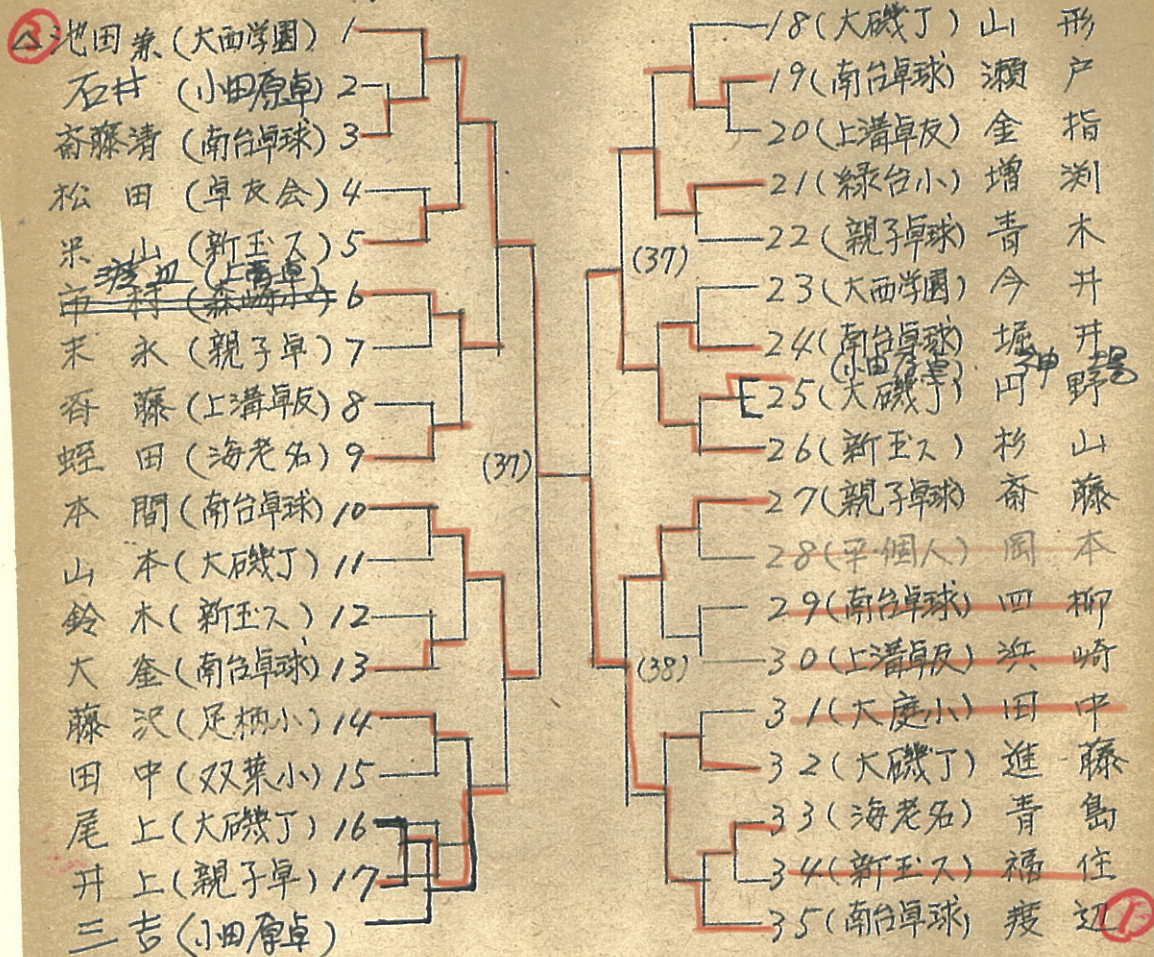 ③
△池田兼(大西学園) 1
石井 (小田原卓) 2
斎藤清 (南台卓球) 3
松田 (卓友会) 4
米山 (新玉ス) 5
市村 (森崎小) 6
末永 (親子卓) 7
斉藤 (上溝卓友) 8
蛭田 (海老名) 9
本間 (南台卓球) 10
山本 (大磯丁) 11
鈴木 (新玉ス) 12
大釜 (南台卓球) 13
藤沢 (足柄小) 14
田中 (双葉小) 15
尾上 (大磯丁) 16
井上 (親子卓) 17
三吉 (小田原卓)
(37)
18 (大磯丁) 山形
19 (南台卓球) 瀬戸
20 (上溝卓友) 金指
21 (緑台小) 増渕
22 (親子卓球) 青木
(37)
23 (大西学園) 今井
24 (南台卓球) 堀井
25 (大磯丁) 円野
26 (新玉ス) 杉山
27 (親子卓球) 斎藤
28 (平・個人) 岡本
29 (南台卓球) 四柳
30 (上溝卓友) 浜崎
(38)
31 (大庭小) 田中
32 (大磯丁) 進藤
33 (海老名) 青島
34 (新玉ス) 福住
35 (南台卓球) 渡辺
①